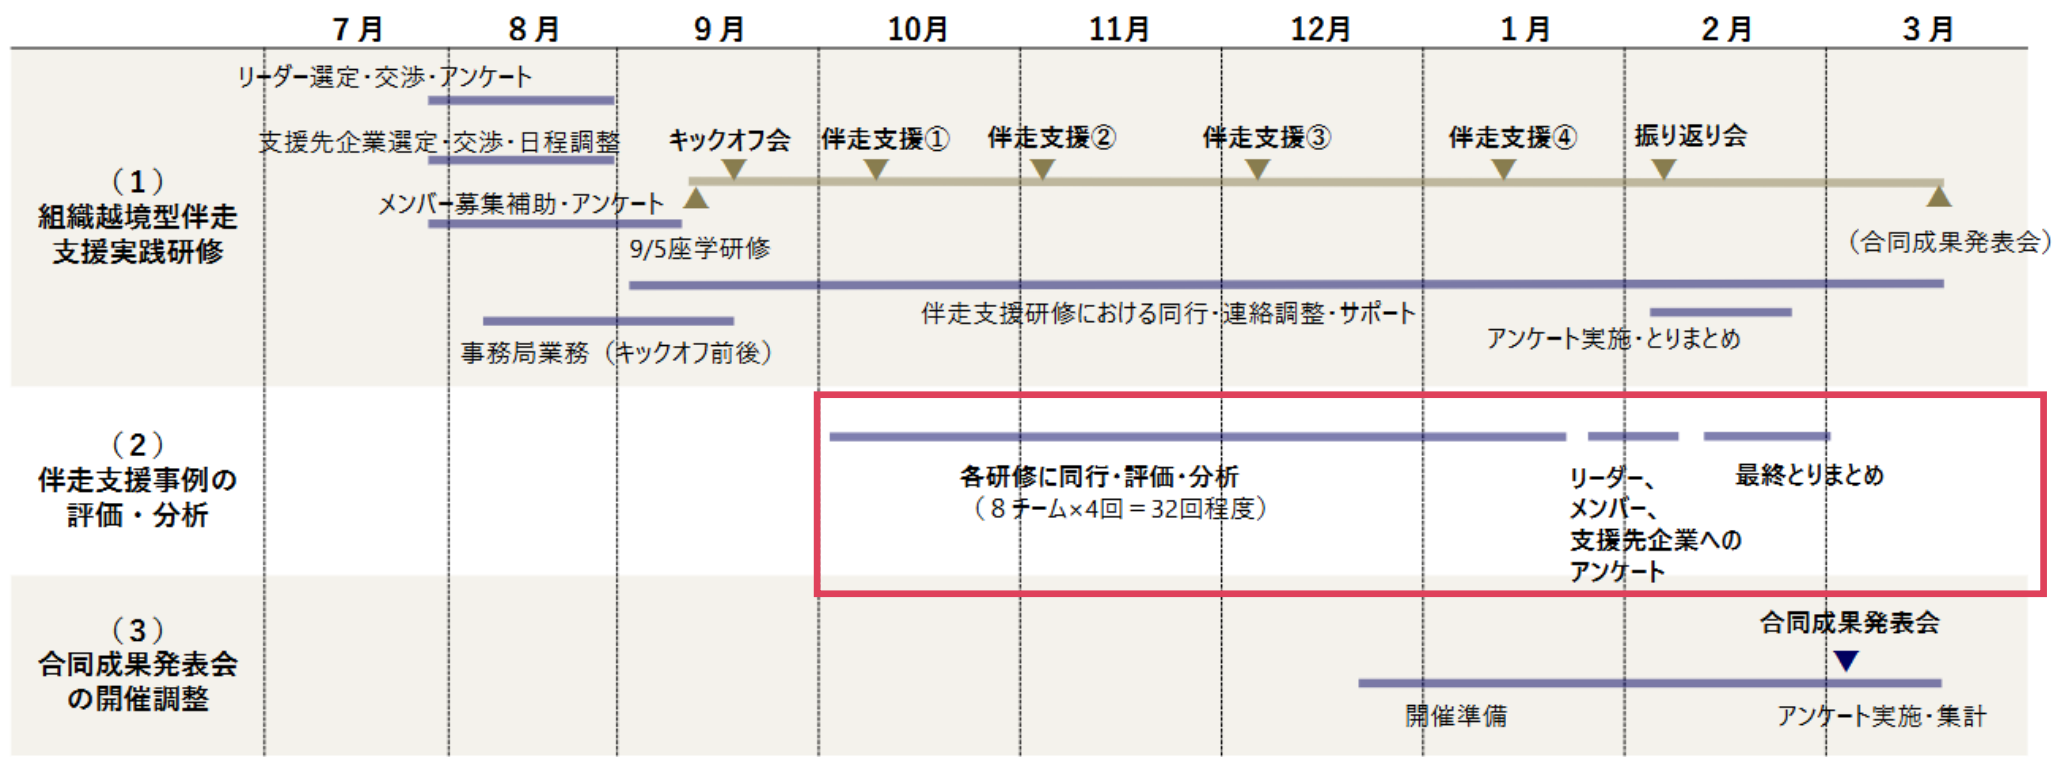 7月 8月 9月 10月 11月 12月 1月 2月 3月
（1）
組織越境型伴走
支援実践研修
リーダー選定・交渉・アンケート
支援先企業選定・交渉・日程調整
メンバー募集補助・アンケート
キックオフ会 伴走支援① 伴走支援② 伴走支援③ 伴走支援④ 振り返り会
9/5座学研修
（合同成果発表会）
伴走支援研修における同行・連絡調整・サポート
アンケート実施・とりまとめ
事務局業務（キックオフ前後）
（2）
伴走支援事例の
評価・分析
各研修に同行・評価・分析
（８チーム×4回＝32回程度）
リーダー、
メンバー、
支援先企業への
アンケート
最終とりまとめ
（3）
合同成果発表会
の開催調整
合同成果発表会
開催準備
アンケート実施・集計